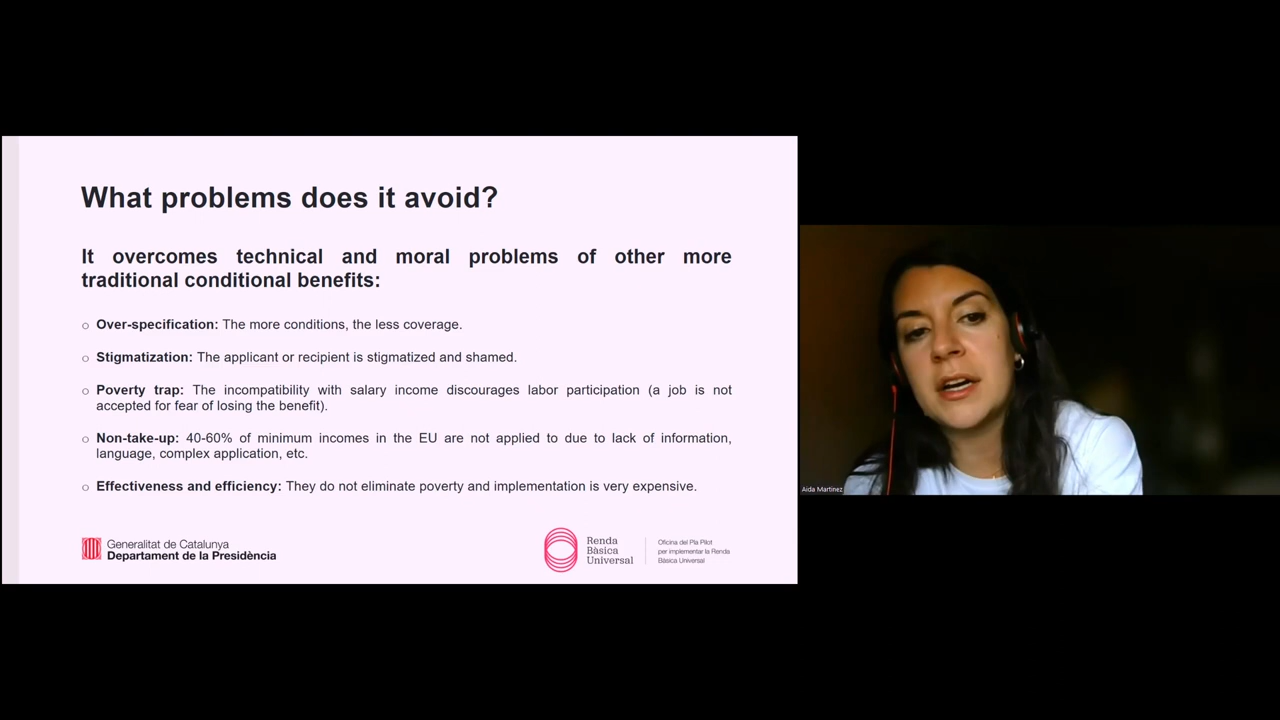 What problems does it avoid?
It overcomes technical and moral problems of other more
traditional conditional benefits:
o Over-specification: The more conditions, the less coverage.
o Stigmatization: The applicant or recipient is stigmatized and shamed.
o Poverty trap: The incompatibility with salary income discourages labor participation (a job is not
accepted for fear of losing the benefit).
o Non-take-up: 40-60% of minimum incomes in the EU are not applied to due to lack of information,
language, complex application, etc.
o Effectiveness and efficiency: They do not eliminate poverty and implementation is very expensive.
Generalitat de Catalunya
Departament de la Presidència
Renda
Bàsica
Universal
Oficina del Pla Pilot
per implementar la Renda
Bàsica Universal
Aida Martinez